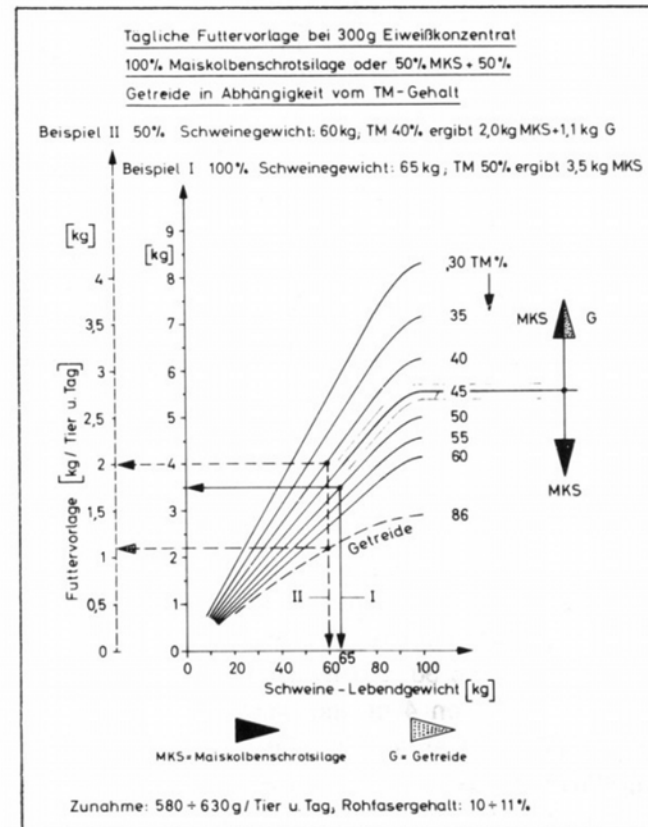 Tagliche Futtervorlage bei 300g Eiweißkonzentrat
100% Maiskolbenschrotsilage oder 50% MKS + 50%
Getreide in Abhängigkeit vom TM-Gehalt
Beispiel II 50% Schweinegewicht: 60kg; TM 40% ergibt 2,0kg MKS+1,1 kg G
Beispiel I 100% Schweinegewicht: 65 kg; TM 50% ergibt 3,5 kg MKS
[kg]
[kg]
Futtervorlage [kg/Tier u. Tag]
4
3,5
3
2,5
2
1,5
1
0,5
0
9
8
7
6
5
4
3
2
1
0
30 TM%
35
40
45
50
55
60
86
MKS G
MKS
Getreide
II I
0 20 40 60 65 80 100
Schweine-Lebendgewicht [kg]
MKS=Maiskolbenschrotsilage G=Getreide
Zunahme: 580÷630g/Tier u. Tag; Rohfasergehalt: 10÷11%